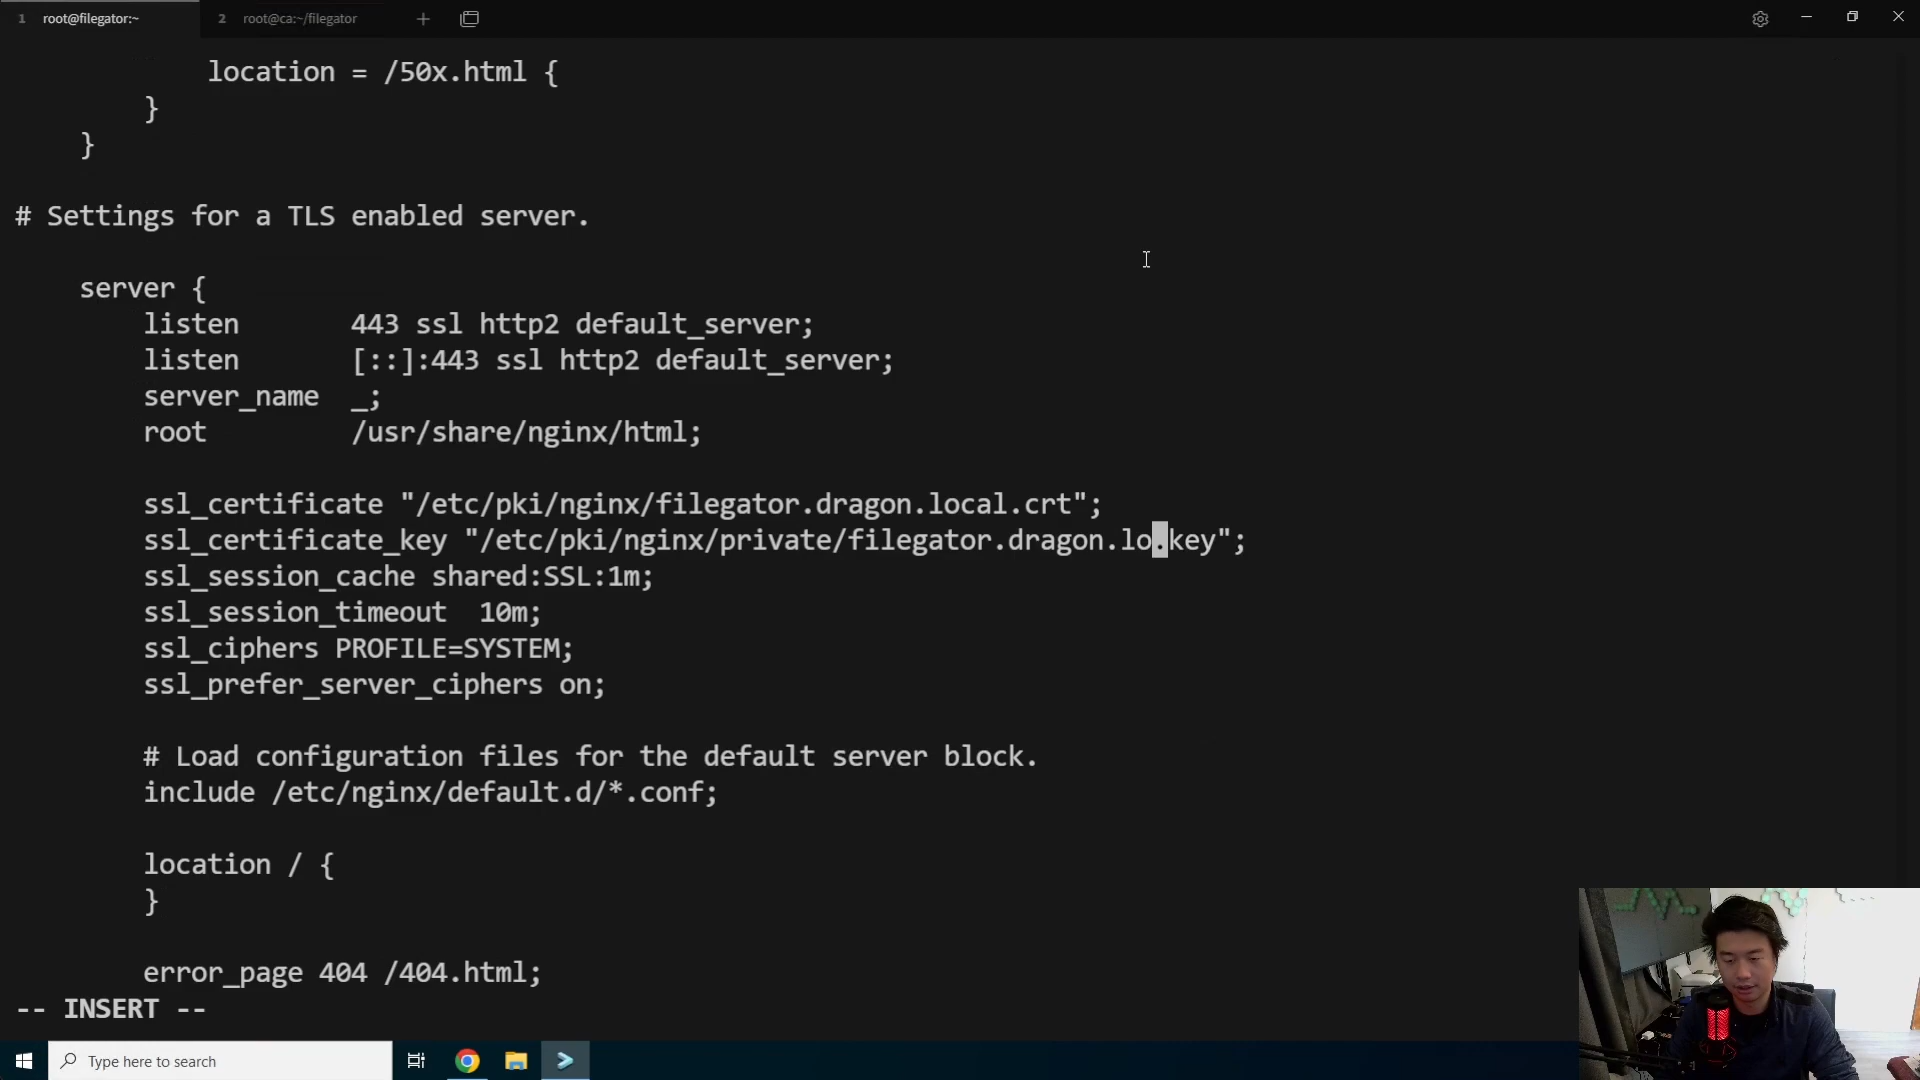 1 root@filegator:~ 2 root@ca:~/filegator
location = /50x.html {
}
}
# Settings for a TLS enabled server.
server {
listen 443 ssl http2 default_server;
listen [::]:443 ssl http2 default_server;
server_name _;
root /usr/share/nginx/html;
ssl_certificate "/etc/pki/nginx/filegator.dragon.local.crt";
ssl_certificate_key "/etc/pki/nginx/private/filegator.dragon.lo.key";
ssl_session_cache shared:SSL:1m;
ssl_session_timeout 10m;
ssl_ciphers PROFILE=SYSTEM;
ssl_prefer_server_ciphers on;
# Load configuration files for the default server block.
include /etc/nginx/default.d/*.conf;
location / {
}
error_page 404 /404.html;
-- INSERT --
Type here to search